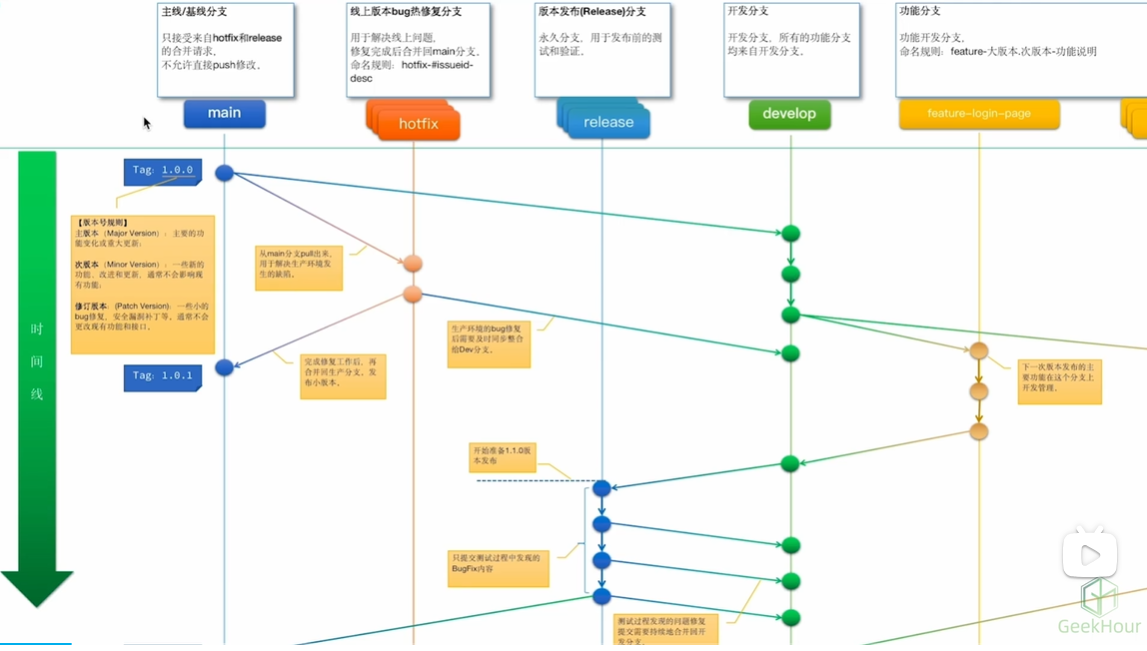 主线/基线分支
只接受来自hotfix和release
的合并请求，
不允许直接push修改。
线上版本bug热修复分支
用于解决线上问题，
修复完成后合并回main分支。
命名规则：hotfix-#issueid-
desc
版本发布(Release)分支
永久分支，用于发布前的测
试和验证。
开发分支
开发分支，所有的功能分支
均来自开发分支。
功能分支
功能开发分支。
命名规则：feature-大版本.次版本-功能说明
main
hotfix
release
develop
feature-login-page
时
间
线
Tag: 1.0.0
【版本号规则】
主版本（Major Version）：主要的功
能变化或重大更新；
次版本（Minor Version）：一些新的
功能、改进和更新，通常不会影响现
有功能；
修订版本：(Patch Version)：一些小的
bug修复，安全漏洞补丁等。通常不会
更改现有功能和接口。
从main分支pull出来，
用于解决生产环境发
生的缺陷。
生产环境的bug修复
后需要及时同步整合
给Dev分支。
完成修复工作后，再
合并回生产分支。发
布小版本。
Tag: 1.0.1
下一次版本发布的主
要功能在这个分支上
开发管理。
开始准备1.1.0版
本发布
只提交测试过程中发现的
BugFix内容
测试过程发现的问题修复
提交需要持续地合并回开
发分支。
GeekHour